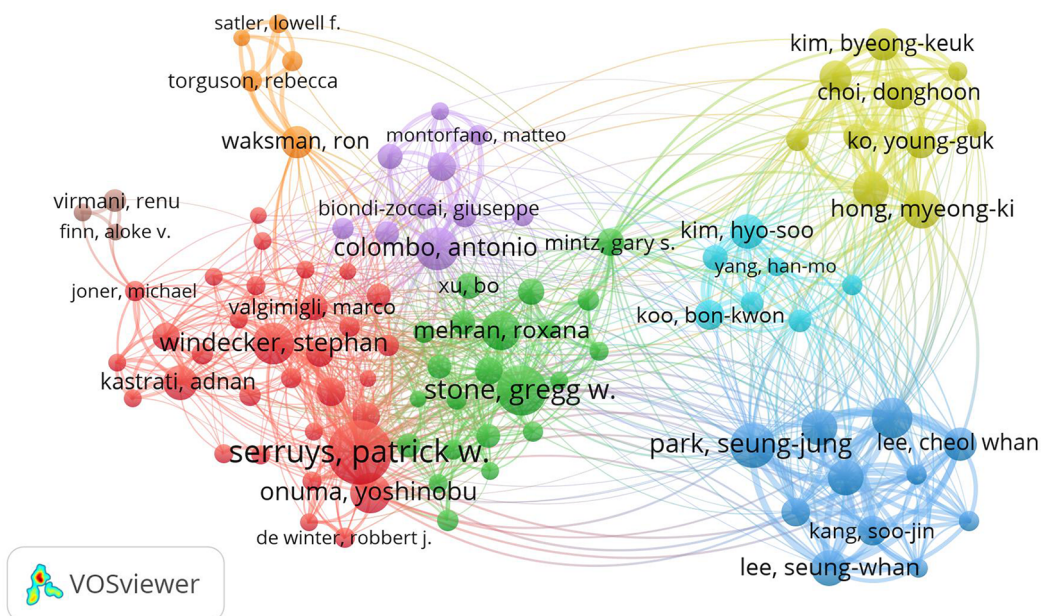 satler, lowell f.
torguson, rebecca
waksman, ron
montorfano, matteo
kim, byeong-keuk
choi, donghoon
ko, young-guk
hong, myeong-ki
virmani, renu
finn, aloke v.
biondi-zoccai, giuseppe
colombo, antonio
mintz, gary s.
kim, hyo-soo
yang, han-mo
koo, bon-kwon
joner, michael
xu, bo
valgimigli, marco
mehran, roxana
windecker, stephan
kastrati, adnan
stone, gregg w.
serruys, patrick w.
onuma, yoshinobu
de winter, robbert j.
park, seung-jung
lee, cheol whan
kang, soo-jin
lee, seung-whan
VOSviewer